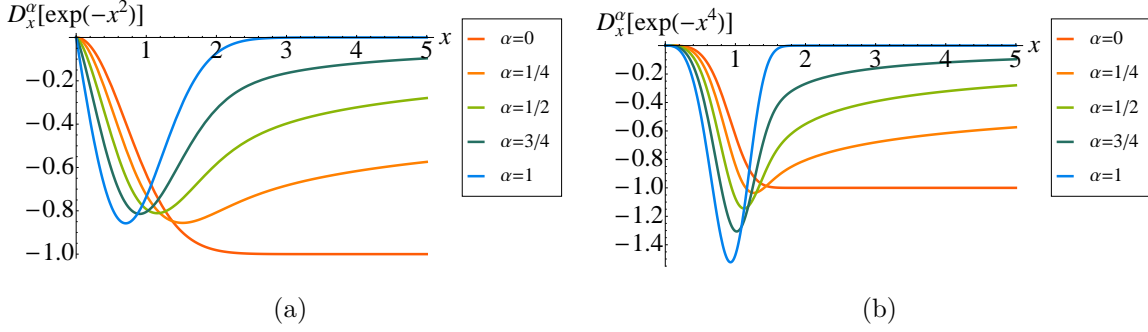 D_x^α[exp(−x²)]
1 2 3 4 5 x
−0.2
−0.4
−0.6
−0.8
−1.0
α=0
α=1/4
α=1/2
α=3/4
α=1
(a)
D_x^α[exp(−x⁴)]
1 2 3 4 5 x
−0.2
−0.4
−0.6
−0.8
−1.0
−1.2
−1.4
α=0
α=1/4
α=1/2
α=3/4
α=1
(b)